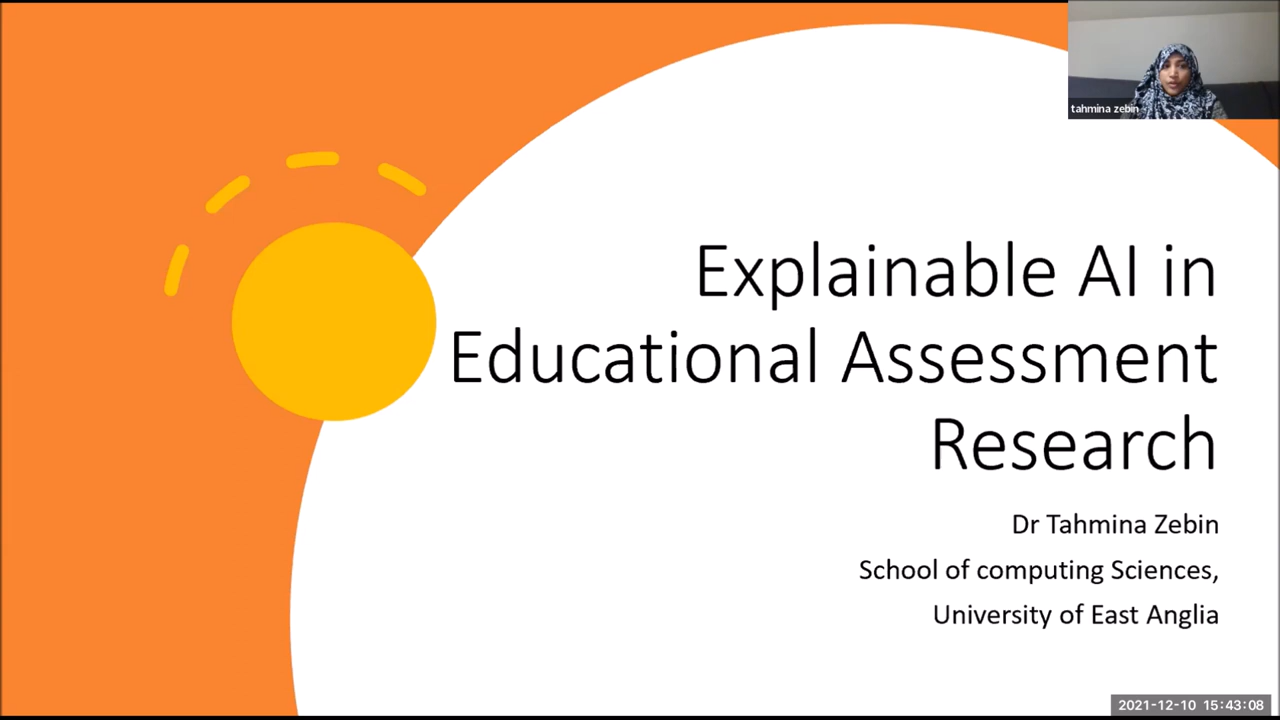 tahmina zebin
Explainable AI in
Educational Assessment
Research
Dr Tahmina Zebin
School of computing Sciences,
University of East Anglia
2021-12-10 15:43:08